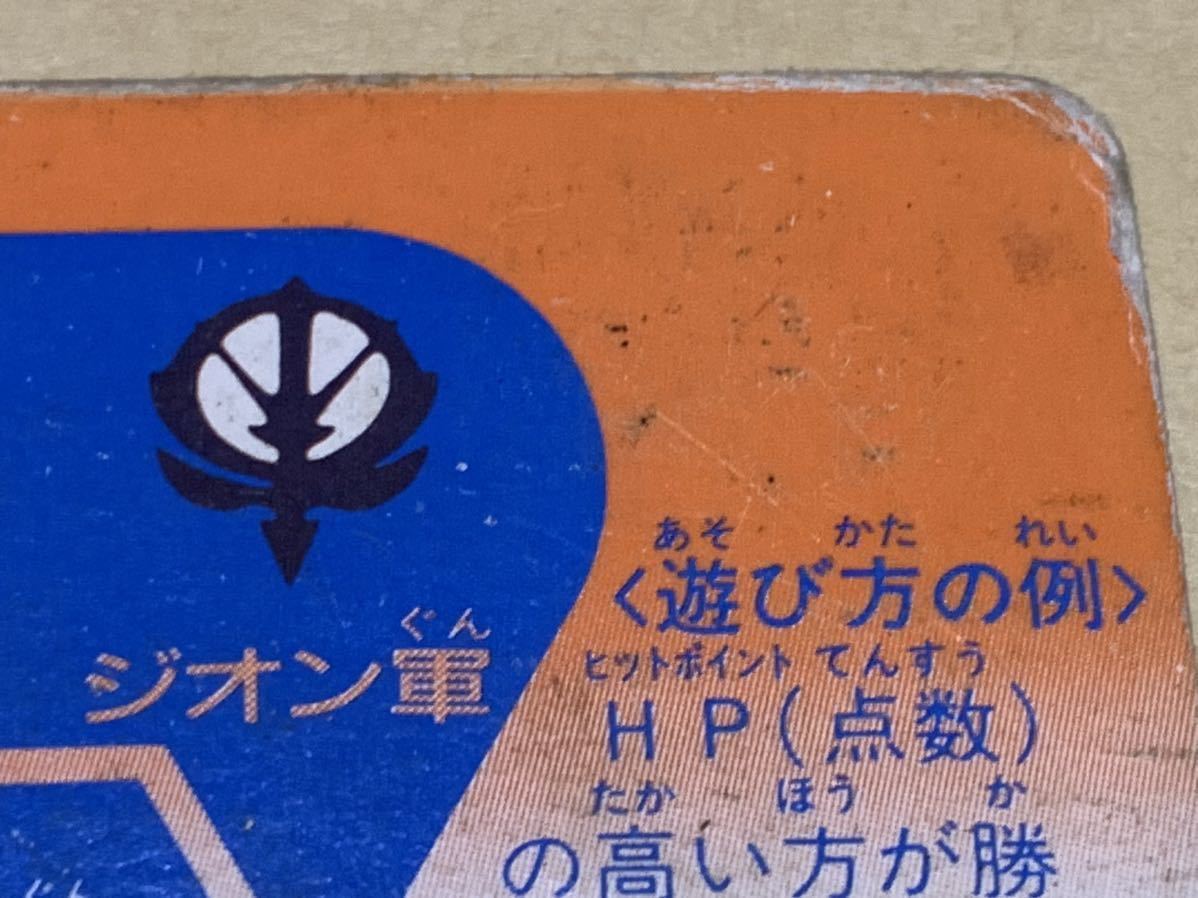 ぐん
ジオン軍
あそ かた れい
<遊び方の例>
ヒットポイント てんすう
HP(点数)
たか ほう か
の高い方が勝
ぐん